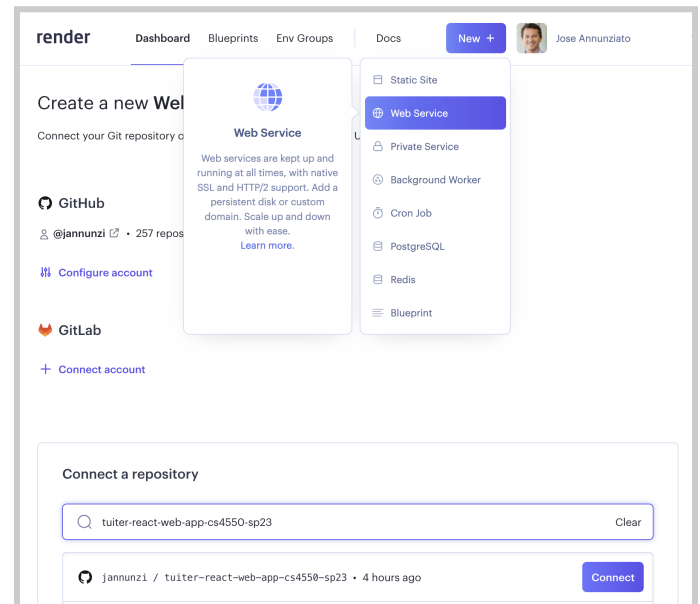 render
Dashboard
Blueprints
Env Groups
Docs
New +
Jose Annunziato
Create a new Wel
Connect your Git repository o
U
Web Service
Web services are kept up and
running at all times, with native
SSL and HTTP/2 support. Add a
persistent disk or custom
domain. Scale up and down
with ease.
Learn more.
Static Site
Web Service
Private Service
Background Worker
Cron Job
PostgreSQL
Redis
Blueprint
GitHub
@jannunzi • 257 repos
Configure account
GitLab
Connect account
Connect a repository
tuiter-react-web-app-cs4550-sp23
Clear
jannunzi / tuiter-react-web-app-cs4550-sp23 • 4 hours ago
Connect